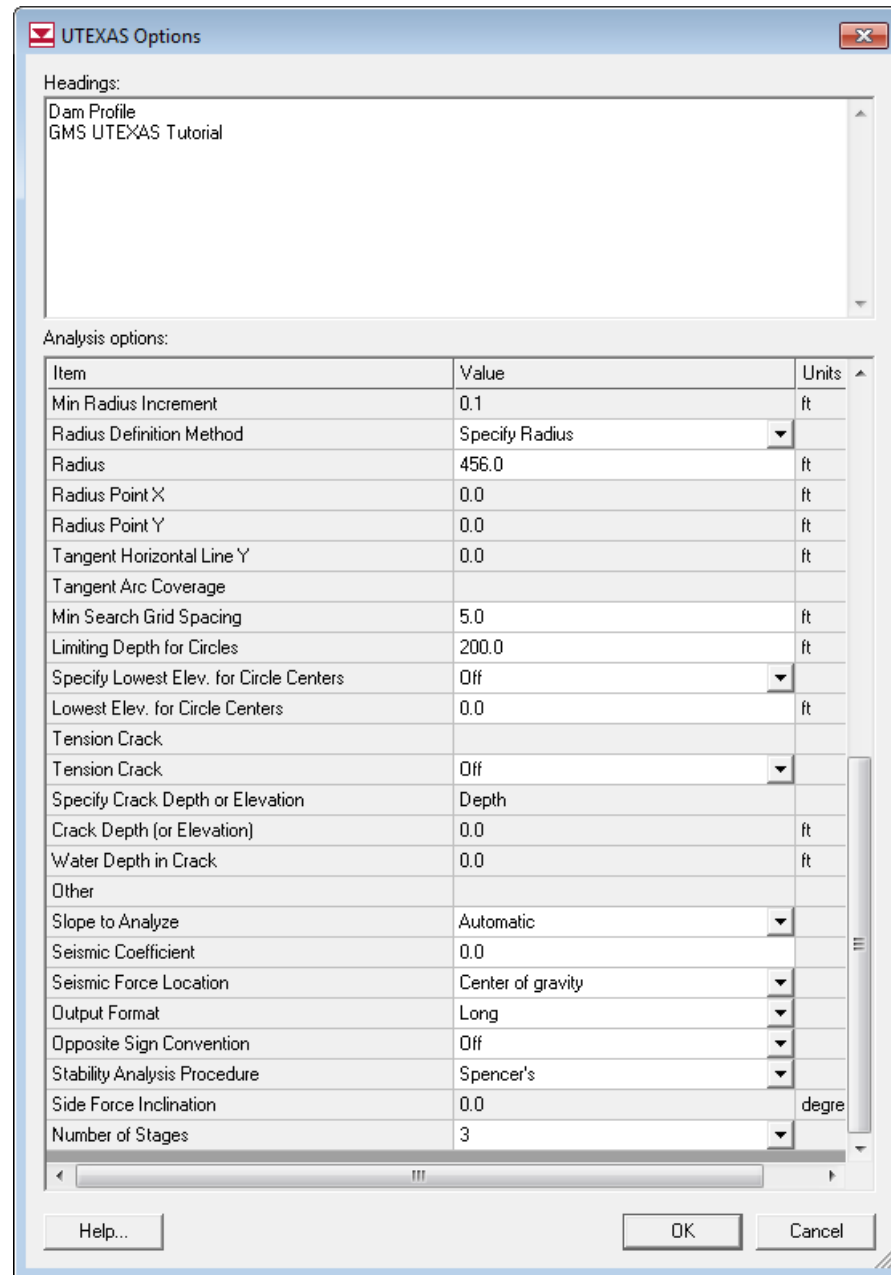 UTEXAS Options
Headings:
Dam Profile
GMS UTEXAS Tutorial
Analysis options:
Item Value Units
Min Radius Increment 0.1 ft
Radius Definition Method Specify Radius
Radius 456.0 ft
Radius Point X 0.0 ft
Radius Point Y 0.0 ft
Tangent Horizontal Line Y 0.0 ft
Tangent Arc Coverage
Min Search Grid Spacing 5.0 ft
Limiting Depth for Circles 200.0 ft
Specify Lowest Elev. for Circle Centers Off
Lowest Elev. for Circle Centers 0.0 ft
Tension Crack
Tension Crack Off
Specify Crack Depth or Elevation Depth
Crack Depth (or Elevation) 0.0 ft
Water Depth in Crack 0.0 ft
Other
Slope to Analyze Automatic
Seismic Coefficient 0.0
Seismic Force Location Center of gravity
Output Format Long
Opposite Sign Convention Off
Stability Analysis Procedure Spencer's
Side Force Inclination 0.0 degre
Number of Stages 3
Help... OK Cancel